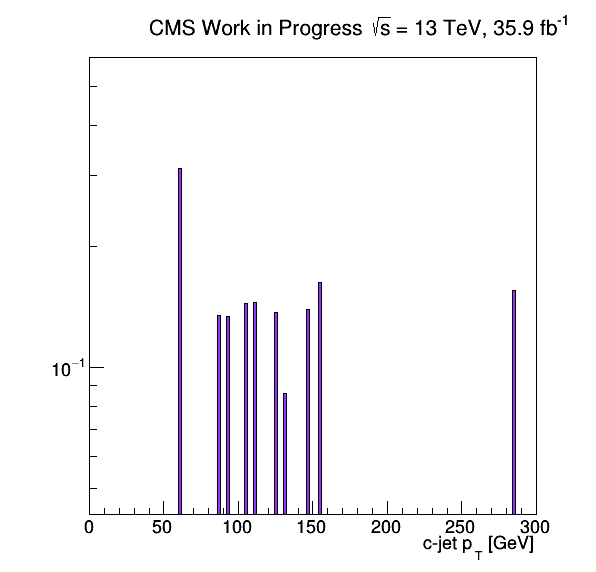 CMS Work in Progress √s = 13 TeV, 35.9 fb⁻¹
10⁻¹
0 50 100 150 200 250 300
c-jet p_T [GeV]